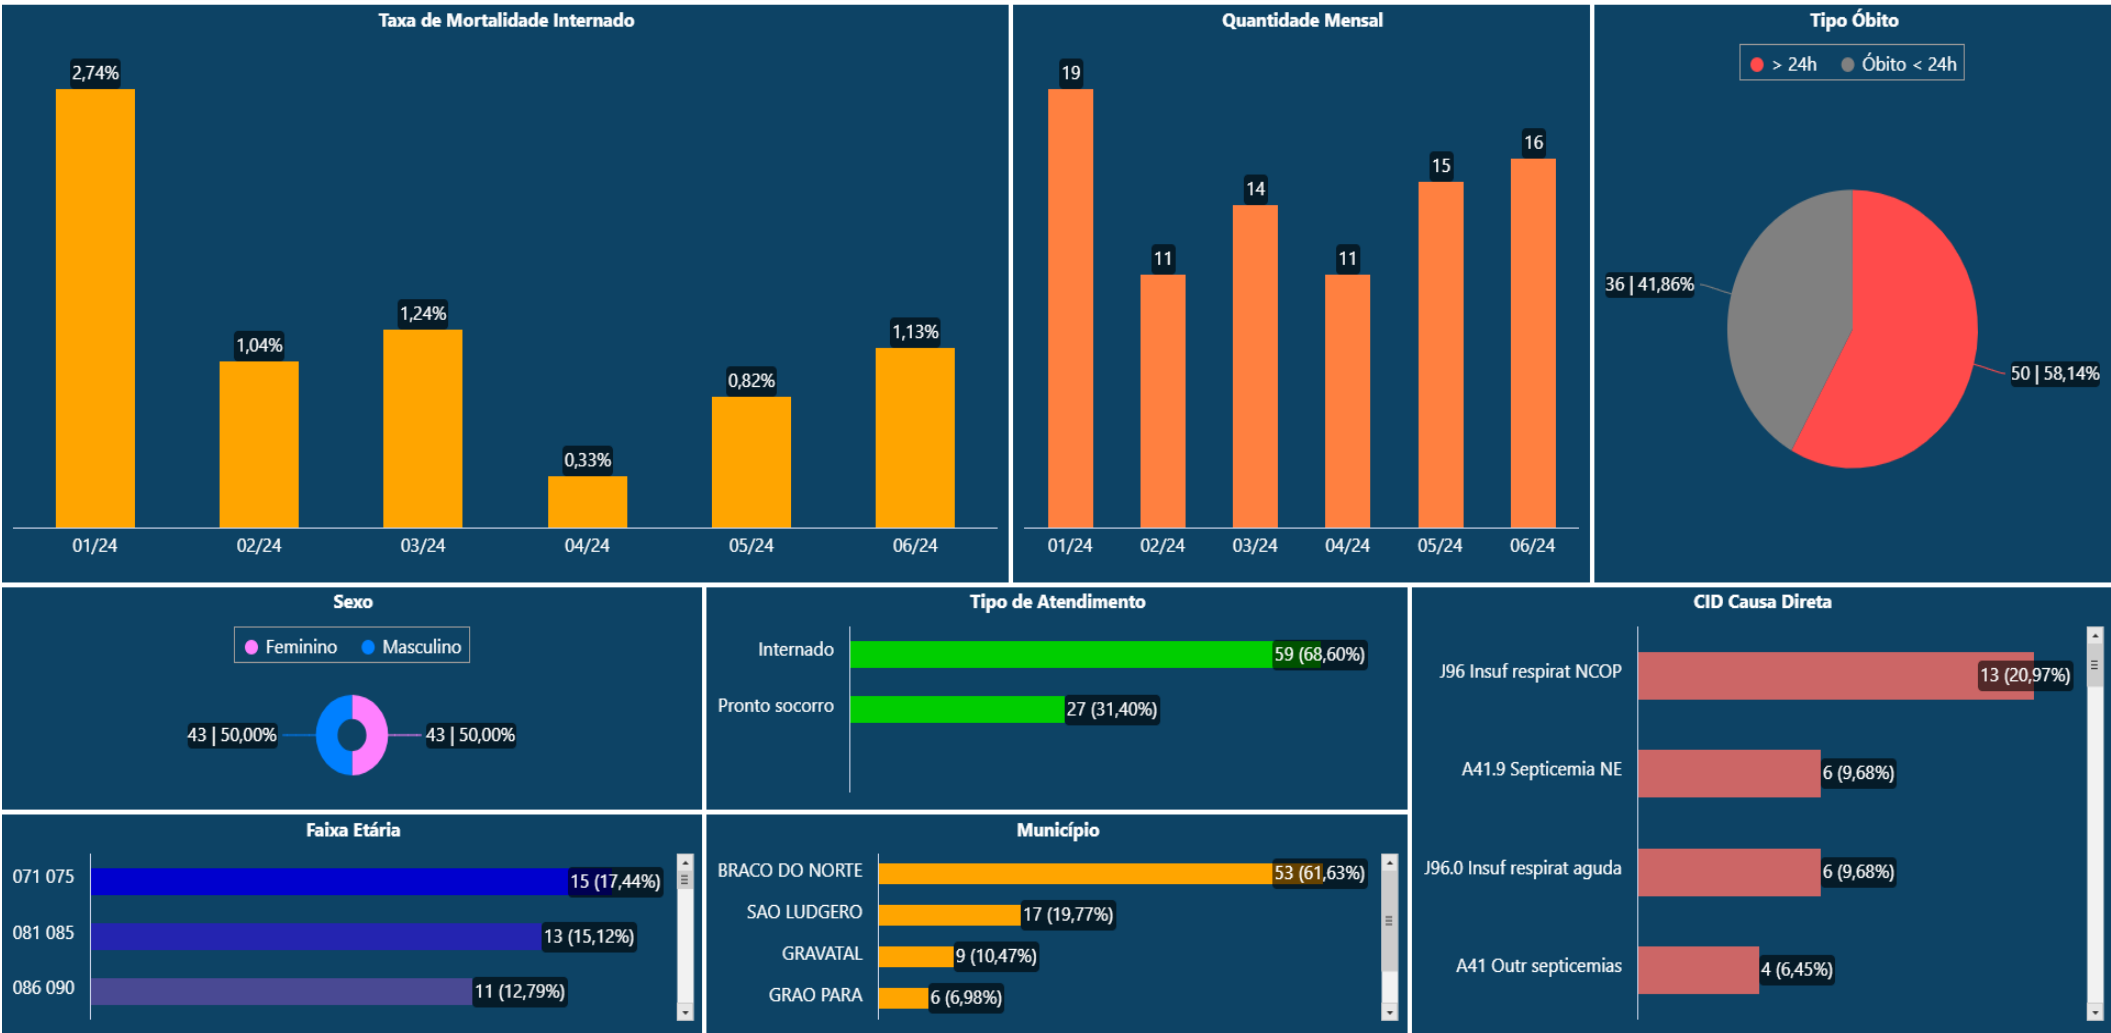 Taxa de Mortalidade Internado
2,74%
1,04%
1,24%
0,33%
0,82%
1,13%
01/24
02/24
03/24
04/24
05/24
06/24
Quantidade Mensal
19
11
14
11
15
16
01/24
02/24
03/24
04/24
05/24
06/24
Tipo Óbito
> 24h
Óbito < 24h
36 | 41,86%
50 | 58,14%
Sexo
Feminino
Masculino
43 | 50,00%
43 | 50,00%
Tipo de Atendimento
Internado
59 (68,60%)
Pronto socorro
27 (31,40%)
CID Causa Direta
J96 Insuf respirat NCOP
13 (20,97%)
A41.9 Septicemia NE
6 (9,68%)
J96.0 Insuf respirat aguda
6 (9,68%)
A41 Outr septicemias
4 (6,45%)
Faixa Etária
071 075
15 (17,44%)
081 085
13 (15,12%)
086 090
11 (12,79%)
Município
BRACO DO NORTE
53 (61,63%)
SAO LUDGERO
17 (19,77%)
GRAVATAL
9 (10,47%)
GRAO PARA
6 (6,98%)